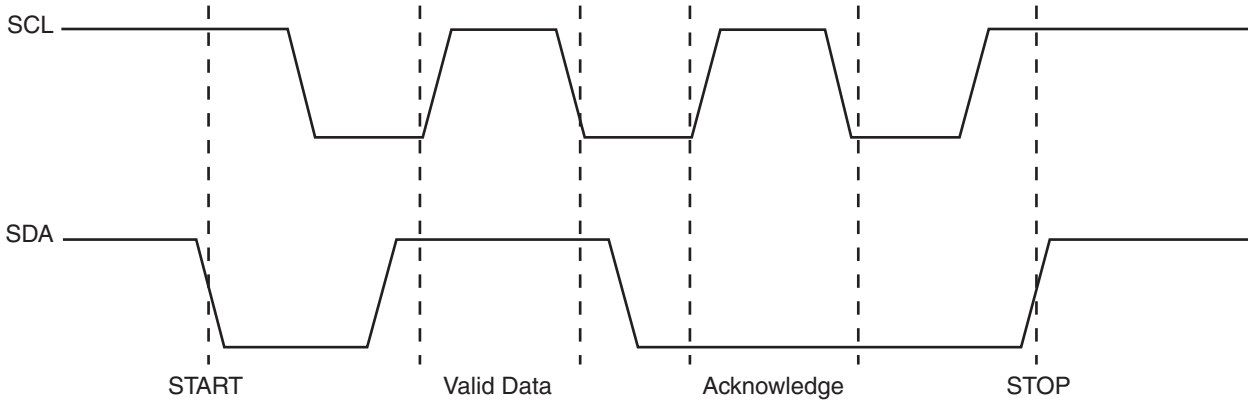 SCL
SDA
START
Valid Data
Acknowledge
STOP